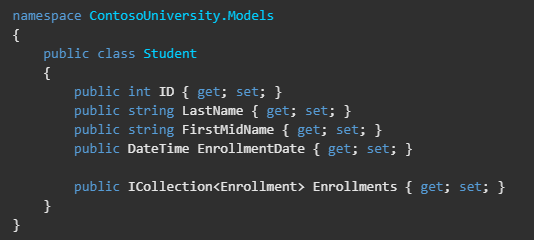 namespace ContosoUniversity.Models
{
    public class Student
    {
        public int ID { get; set; }
        public string LastName { get; set; }
        public string FirstMidName { get; set; }
        public DateTime EnrollmentDate { get; set; }

        public ICollection<Enrollment> Enrollments { get; set; }
    }
}